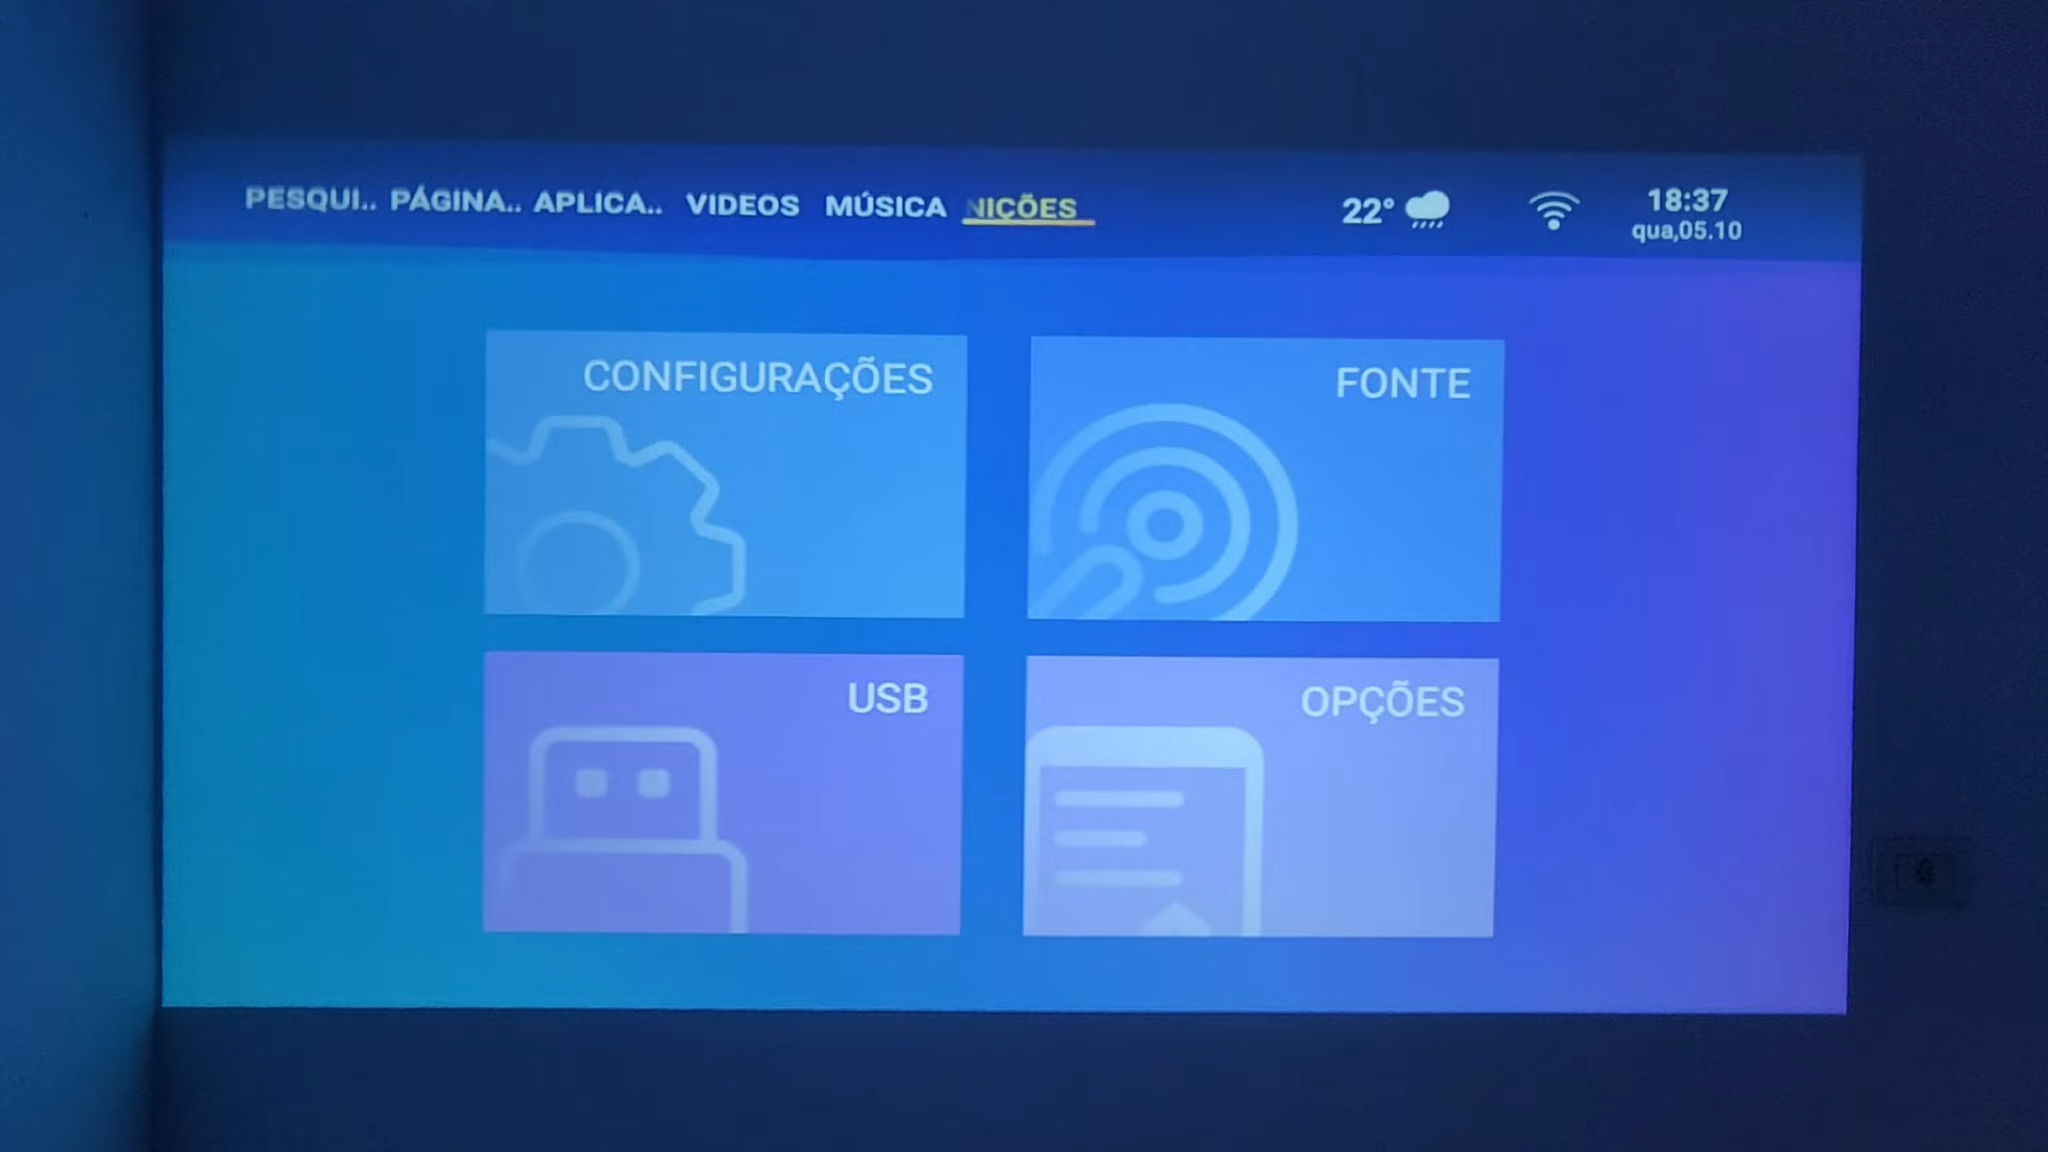 PESQUI.. PÁGINA.. APLICA.. VIDEOS MÚSICA NIÇÕES 22° 18:37
qua,05.10
CONFIGURAÇÕES FONTE
USB OPÇÕES